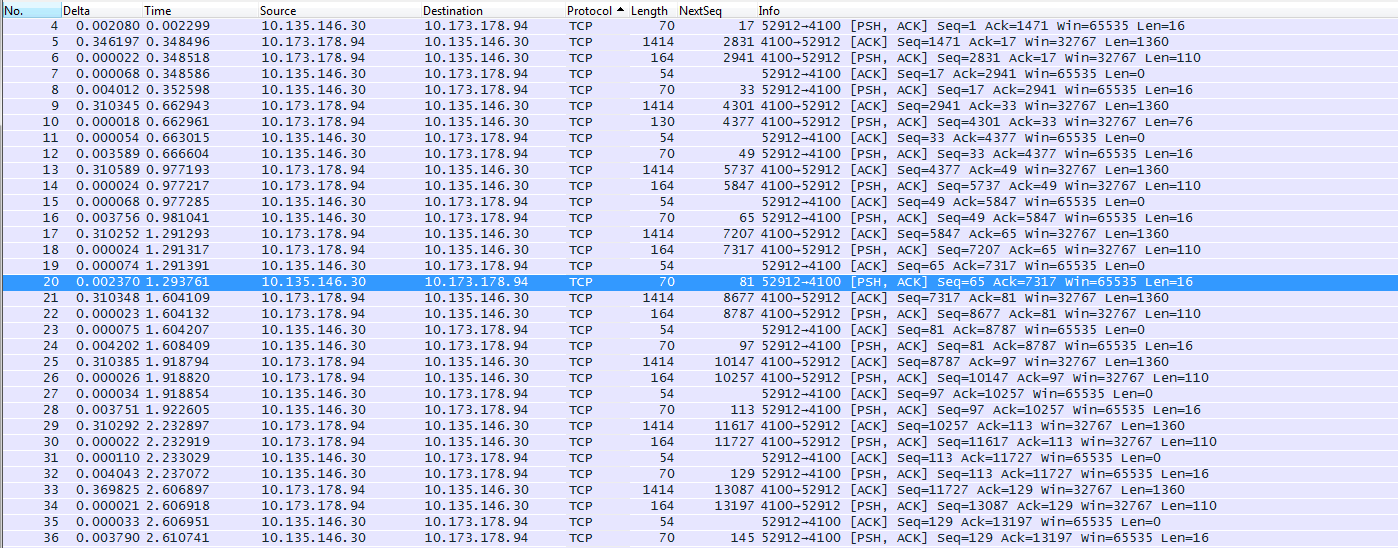 No. Delta Time Source Destination Protocol Length NextSeq Info
4 0.002080 0.002299 10.135.146.30 10.173.178.94 TCP 70 17 52912→4100 [PSH, ACK] Seq=1 Ack=1471 Win=65535 Len=16
5 0.346197 0.348496 10.173.178.94 10.135.146.30 TCP 1414 2831 4100→52912 [ACK] Seq=1471 Ack=17 Win=32767 Len=1360
6 0.000022 0.348518 10.173.178.94 10.135.146.30 TCP 164 2941 4100→52912 [PSH, ACK] Seq=2831 Ack=17 Win=32767 Len=110
7 0.000068 0.348586 10.135.146.30 10.173.178.94 TCP 54 52912→4100 [ACK] Seq=17 Ack=2941 Win=65535 Len=0
8 0.004012 0.352598 10.135.146.30 10.173.178.94 TCP 70 33 52912→4100 [PSH, ACK] Seq=17 Ack=2941 Win=65535 Len=16
9 0.310345 0.662943 10.173.178.94 10.135.146.30 TCP 1414 4301 4100→52912 [ACK] Seq=2941 Ack=33 Win=32767 Len=1360
10 0.000018 0.662961 10.173.178.94 10.135.146.30 TCP 130 4377 4100→52912 [PSH, ACK] Seq=4301 Ack=33 Win=32767 Len=76
11 0.000054 0.663015 10.135.146.30 10.173.178.94 TCP 54 52912→4100 [ACK] Seq=33 Ack=4377 Win=65535 Len=0
12 0.003589 0.666604 10.135.146.30 10.173.178.94 TCP 70 49 52912→4100 [PSH, ACK] Seq=33 Ack=4377 Win=65535 Len=16
13 0.310589 0.977193 10.173.178.94 10.135.146.30 TCP 1414 5737 4100→52912 [ACK] Seq=4377 Ack=49 Win=32767 Len=1360
14 0.000024 0.977217 10.173.178.94 10.135.146.30 TCP 164 5847 4100→52912 [PSH, ACK] Seq=5737 Ack=49 Win=32767 Len=110
15 0.000068 0.977285 10.135.146.30 10.173.178.94 TCP 54 52912→4100 [ACK] Seq=49 Ack=5847 Win=65535 Len=0
16 0.003756 0.981041 10.135.146.30 10.173.178.94 TCP 70 65 52912→4100 [PSH, ACK] Seq=49 Ack=5847 Win=65535 Len=16
17 0.310252 1.291293 10.173.178.94 10.135.146.30 TCP 1414 7207 4100→52912 [ACK] Seq=5847 Ack=65 Win=32767 Len=1360
18 0.000024 1.291317 10.173.178.94 10.135.146.30 TCP 164 7317 4100→52912 [PSH, ACK] Seq=7207 Ack=65 Win=32767 Len=110
19 0.000074 1.291391 10.135.146.30 10.173.178.94 TCP 54 52912→4100 [ACK] Seq=65 Ack=7317 Win=65535 Len=0
20 0.002370 1.293761 10.135.146.30 10.173.178.94 TCP 70 81 52912→4100 [PSH, ACK] Seq=65 Ack=7317 Win=65535 Len=16
21 0.310348 1.604109 10.173.178.94 10.135.146.30 TCP 1414 8677 4100→52912 [ACK] Seq=7317 Ack=81 Win=32767 Len=1360
22 0.000023 1.604132 10.173.178.94 10.135.146.30 TCP 164 8787 4100→52912 [PSH, ACK] Seq=8677 Ack=81 Win=32767 Len=110
23 0.000075 1.604207 10.135.146.30 10.173.178.94 TCP 54 52912→4100 [ACK] Seq=81 Ack=8787 Win=65535 Len=0
24 0.004202 1.608409 10.135.146.30 10.173.178.94 TCP 70 97 52912→4100 [PSH, ACK] Seq=81 Ack=8787 Win=65535 Len=16
25 0.310385 1.918794 10.173.178.94 10.135.146.30 TCP 1414 10147 4100→52912 [ACK] Seq=8787 Ack=97 Win=32767 Len=1360
26 0.000026 1.918820 10.173.178.94 10.135.146.30 TCP 164 10257 4100→52912 [PSH, ACK] Seq=10147 Ack=97 Win=32767 Len=110
27 0.000034 1.918854 10.135.146.30 10.173.178.94 TCP 54 52912→4100 [ACK] Seq=97 Ack=10257 Win=65535 Len=0
28 0.003751 1.922605 10.135.146.30 10.173.178.94 TCP 70 113 52912→4100 [PSH, ACK] Seq=97 Ack=10257 Win=65535 Len=16
29 0.310292 2.232897 10.173.178.94 10.135.146.30 TCP 1414 11617 4100→52912 [ACK] Seq=10257 Ack=113 Win=32767 Len=1360
30 0.000022 2.232919 10.173.178.94 10.135.146.30 TCP 164 11727 4100→52912 [PSH, ACK] Seq=11617 Ack=113 Win=32767 Len=110
31 0.000110 2.233029 10.135.146.30 10.173.178.94 TCP 54 52912→4100 [ACK] Seq=113 Ack=11727 Win=65535 Len=0
32 0.004043 2.237072 10.135.146.30 10.173.178.94 TCP 70 129 52912→4100 [PSH, ACK] Seq=113 Ack=11727 Win=65535 Len=16
33 0.369825 2.606897 10.173.178.94 10.135.146.30 TCP 1414 13087 4100→52912 [ACK] Seq=11727 Ack=129 Win=32767 Len=1360
34 0.000021 2.606918 10.173.178.94 10.135.146.30 TCP 164 13197 4100→52912 [PSH, ACK] Seq=13087 Ack=129 Win=32767 Len=110
35 0.000033 2.606951 10.135.146.30 10.173.178.94 TCP 54 52912→4100 [ACK] Seq=129 Ack=13197 Win=65535 Len=0
36 0.003790 2.610741 10.135.146.30 10.173.178.94 TCP 70 145 52912→4100 [PSH, ACK] Seq=129 Ack=13197 Win=65535 Len=16